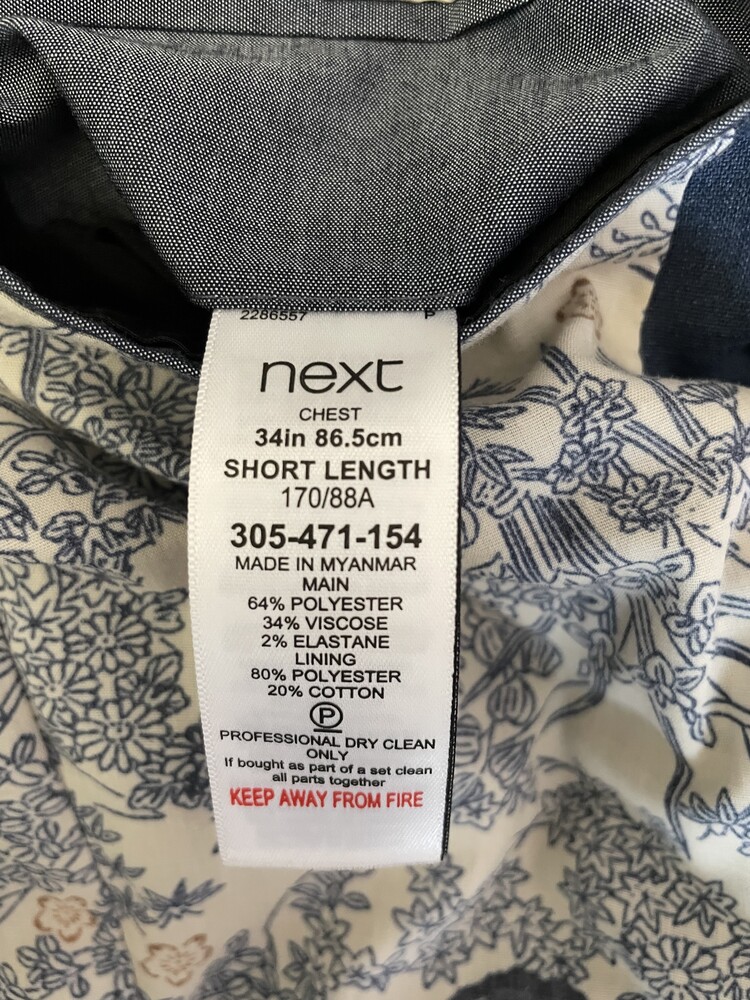 2286557 P
next
CHEST
34in 86.5cm
SHORT LENGTH
170/88A
305-471-154
MADE IN MYANMAR
MAIN
64% POLYESTER
34% VISCOSE
2% ELASTANE
LINING
80% POLYESTER
20% COTTON
P
PROFESSIONAL DRY CLEAN
ONLY
If bought as part of a set clean
all parts together
KEEP AWAY FROM FIRE